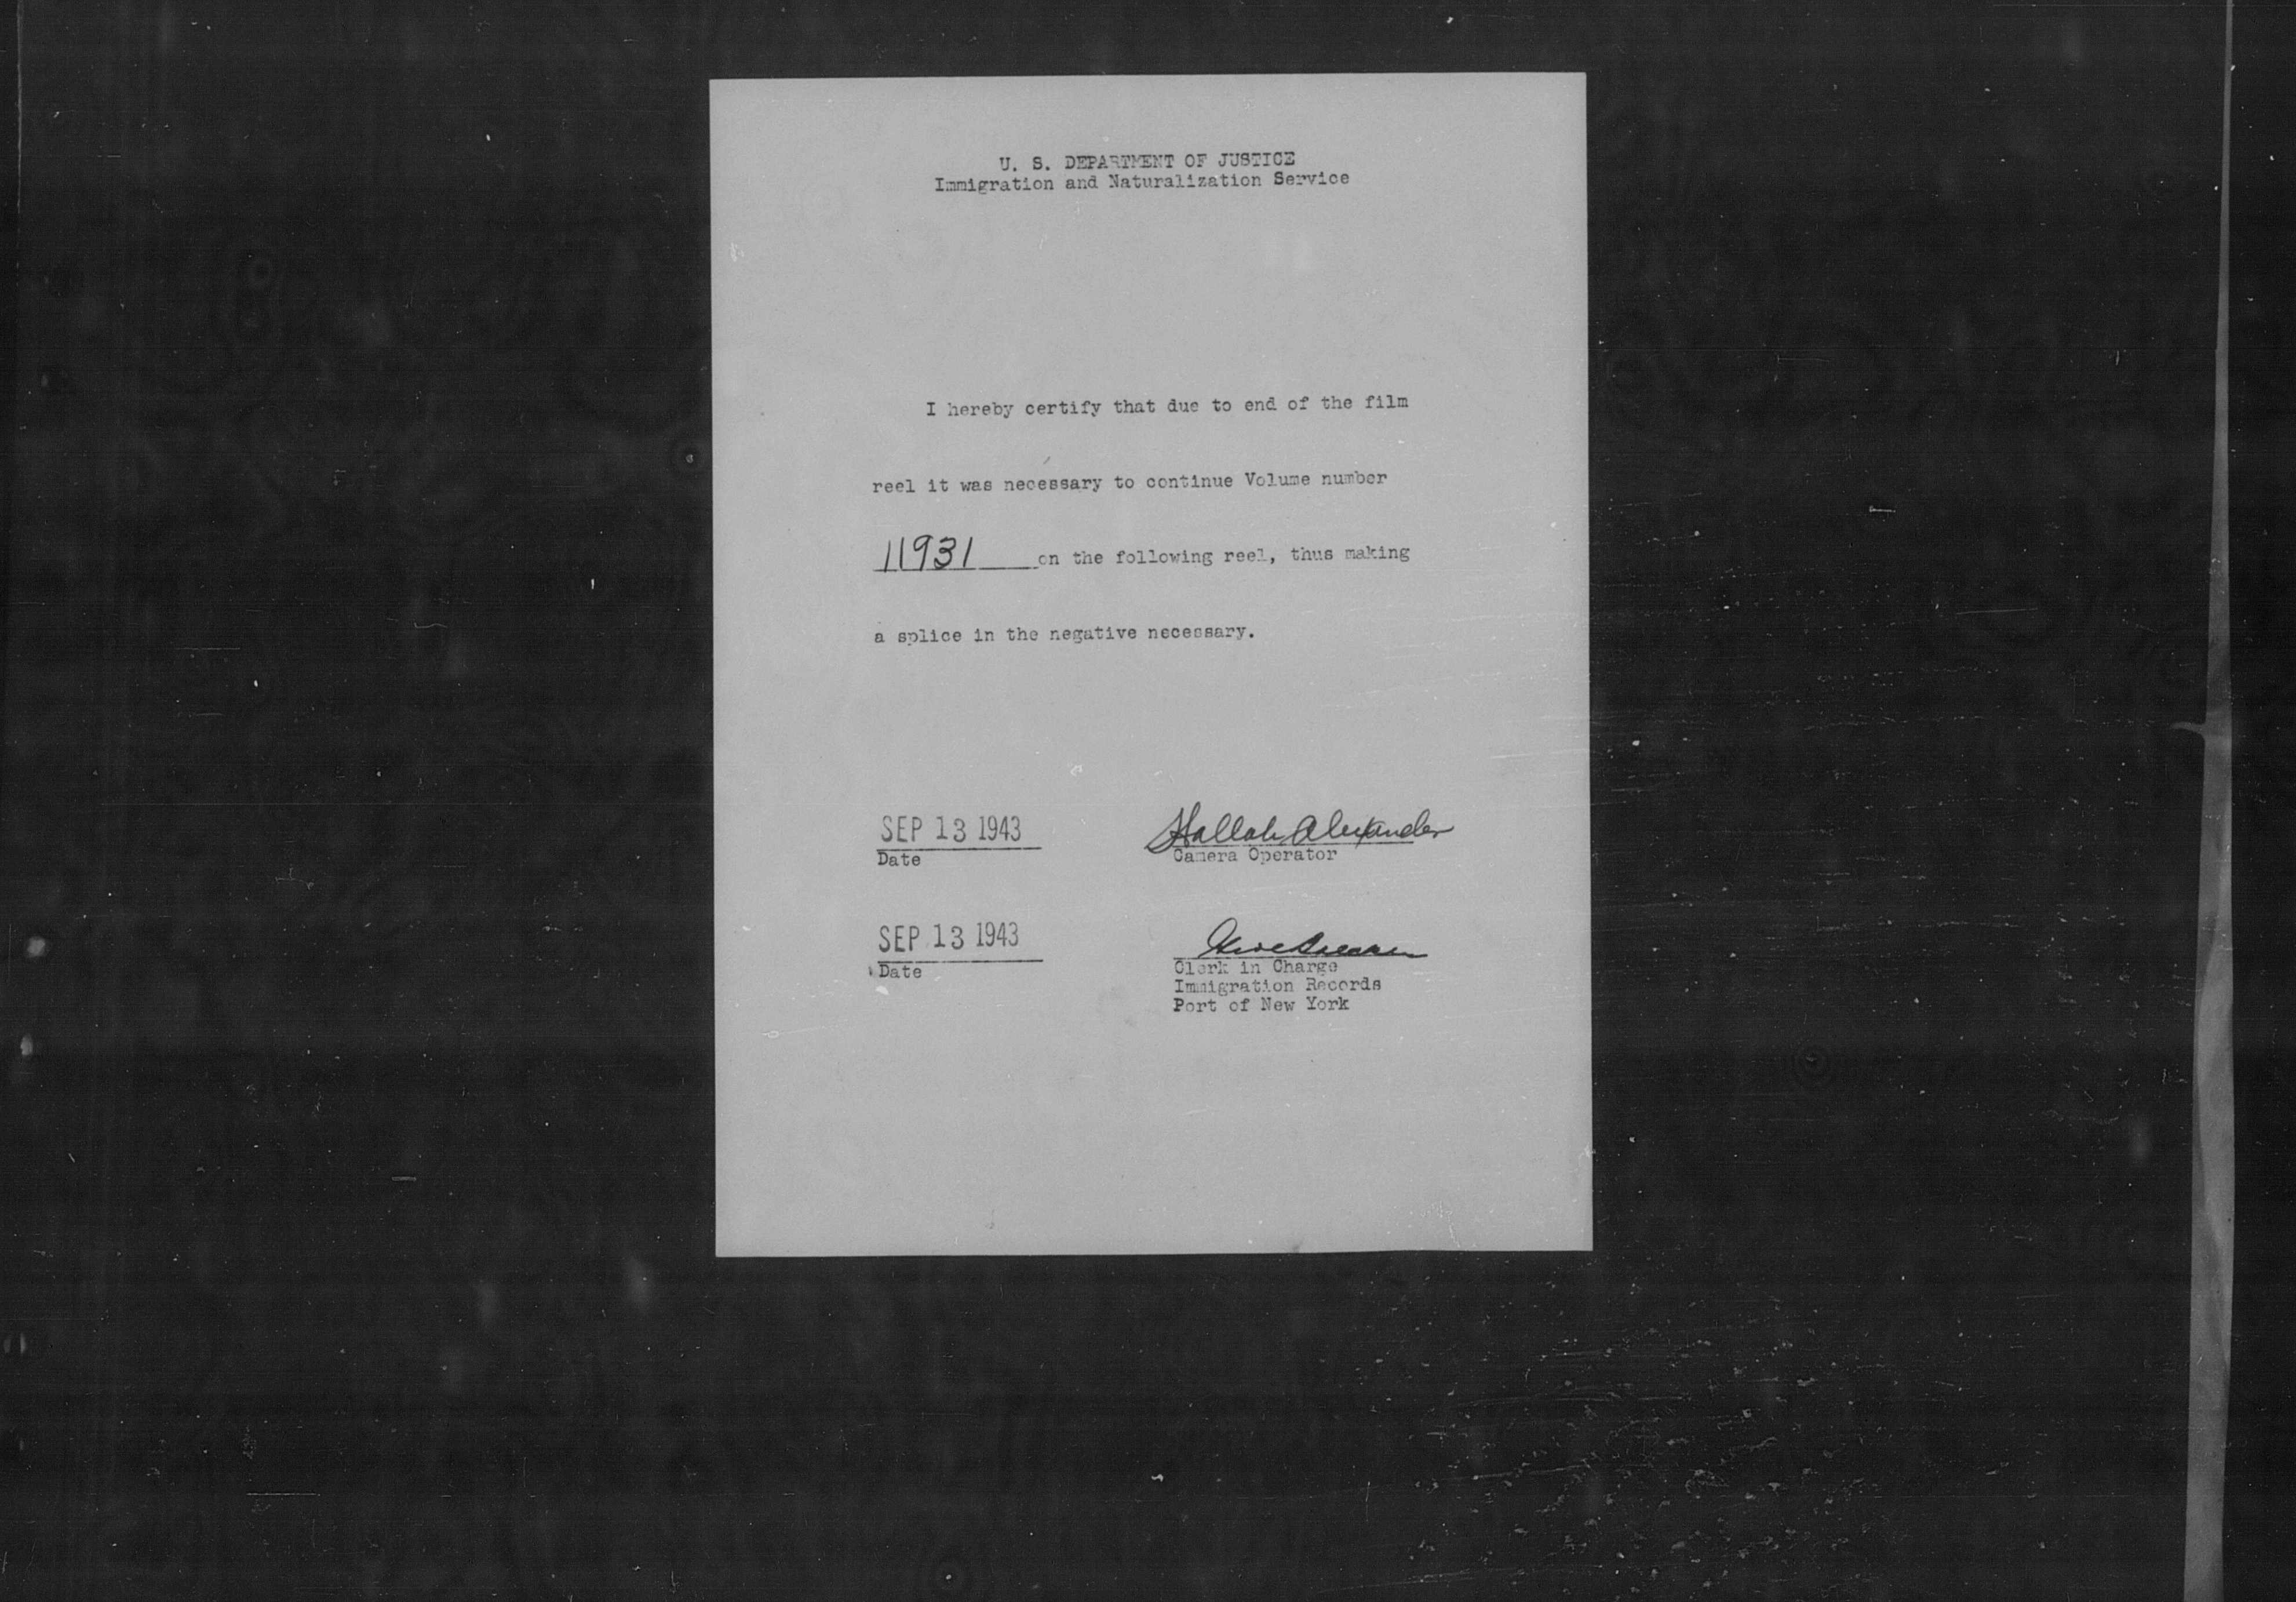 U. S. DEPARTMENT OF JUSTICE
Immigration and Naturalization Service
I hereby certify that due to end of the film
reel it was necessary to continue Volume number
11931 on the following reel, thus making
a splice in the negative necessary.
SEP 13 1943
Date
Alexander
Camera Operator
SEP 13 1943
Date
Clerk in Charge
Immigration Records
Port of New York